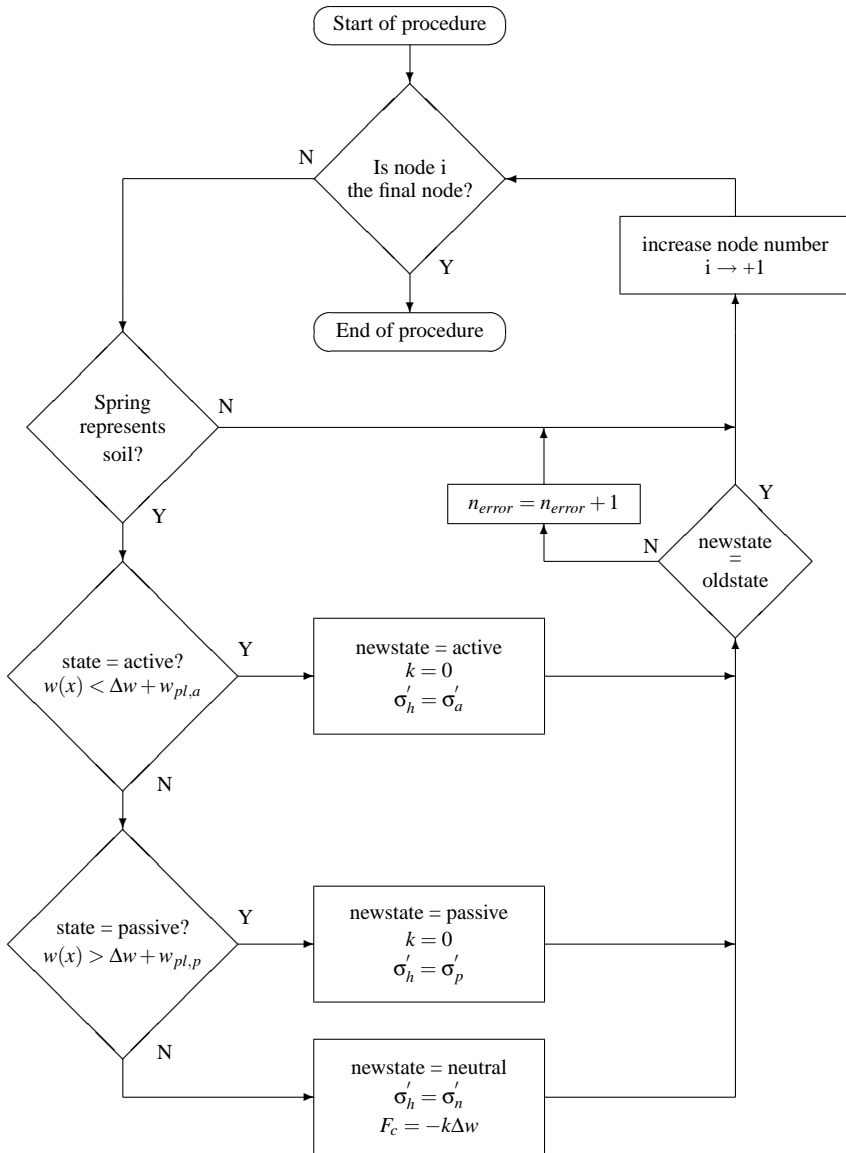 Start of procedure
N
Is node i
the final node?
Y
increase node number
i → +1
End of procedure
Spring
represents
soil?
N
Y
n_error = n_error + 1
Y
N
newstate
=
oldstate
state = active?
w(x) < Δw + w_pl,a
Y
N
newstate = active
k = 0
σ′_h = σ′_a
state = passive?
w(x) > Δw + w_pl,p
Y
N
newstate = passive
k = 0
σ′_h = σ′_p
newstate = neutral
σ′_h = σ′_n
F_c = −kΔw